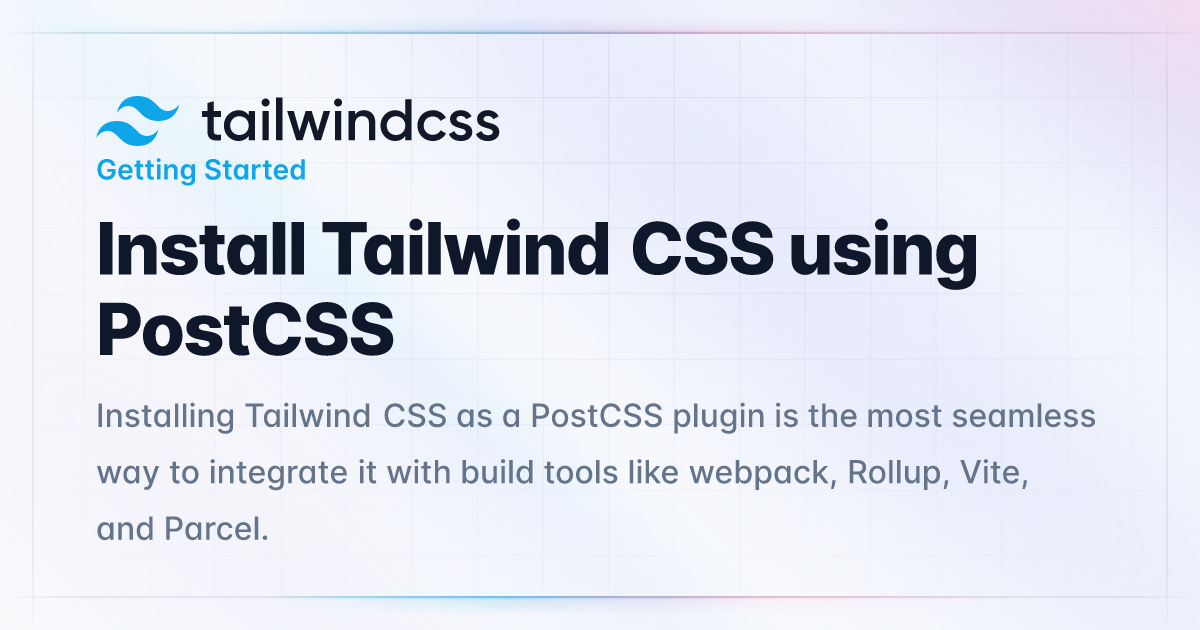 tailwindcss
Getting Started
Install Tailwind CSS using
PostCSS
Installing Tailwind CSS as a PostCSS plugin is the most seamless
way to integrate it with build tools like webpack, Rollup, Vite,
and Parcel.